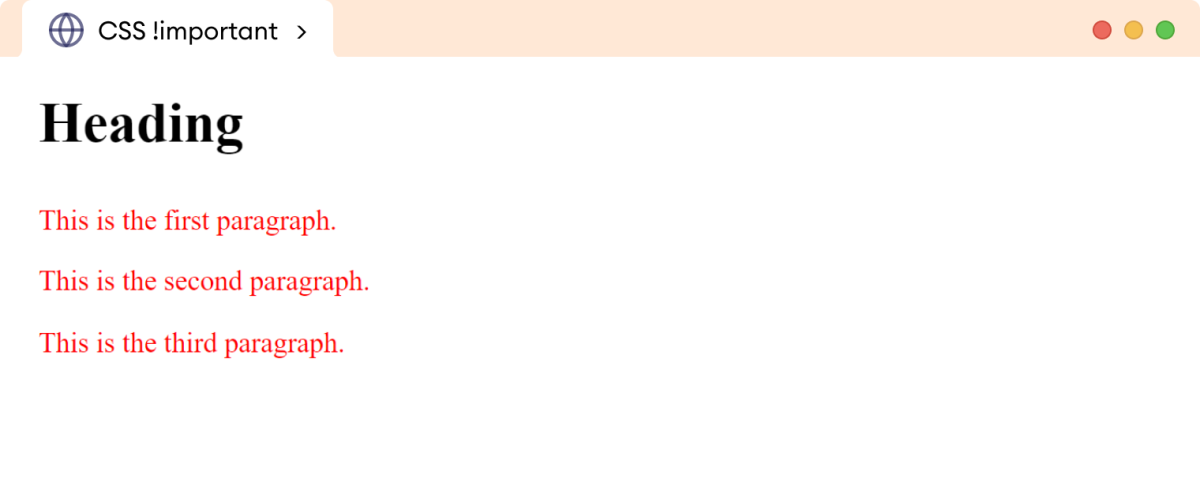 CSS !important >
Heading
This is the first paragraph.
This is the second paragraph.
This is the third paragraph.